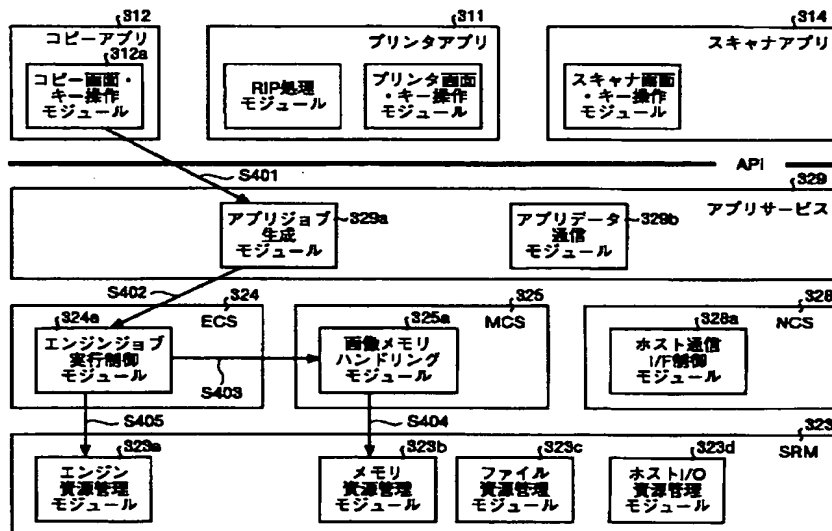 312
コピーアプリ
312a
コピー画面・
キー操作
モジュール
311
プリンタアプリ
RIP処理
モジュール
プリンタ画面
・キー操作
モジュール
314
スキャナアプリ
スキャナ画面
・キー操作
モジュール
S401
API
329
アプリサービス
アプリジョブ
生成
モジュール
329a
アプリデータ
通信
モジュール
329b
S402
324
ECS
324a
エンジンジョブ
実行制御
モジュール
S403
325
MCS
325a
画像メモリ
ハンドリング
モジュール
328
NCS
328a
ホスト通信
I/F制御
モジュール
S405
S404
323
SRM
323a
エンジン
資源管理
モジュール
323b
メモリ
資源管理
モジュール
323c
ファイル
資源管理
モジュール
323d
ホストI/O
資源管理
モジュール